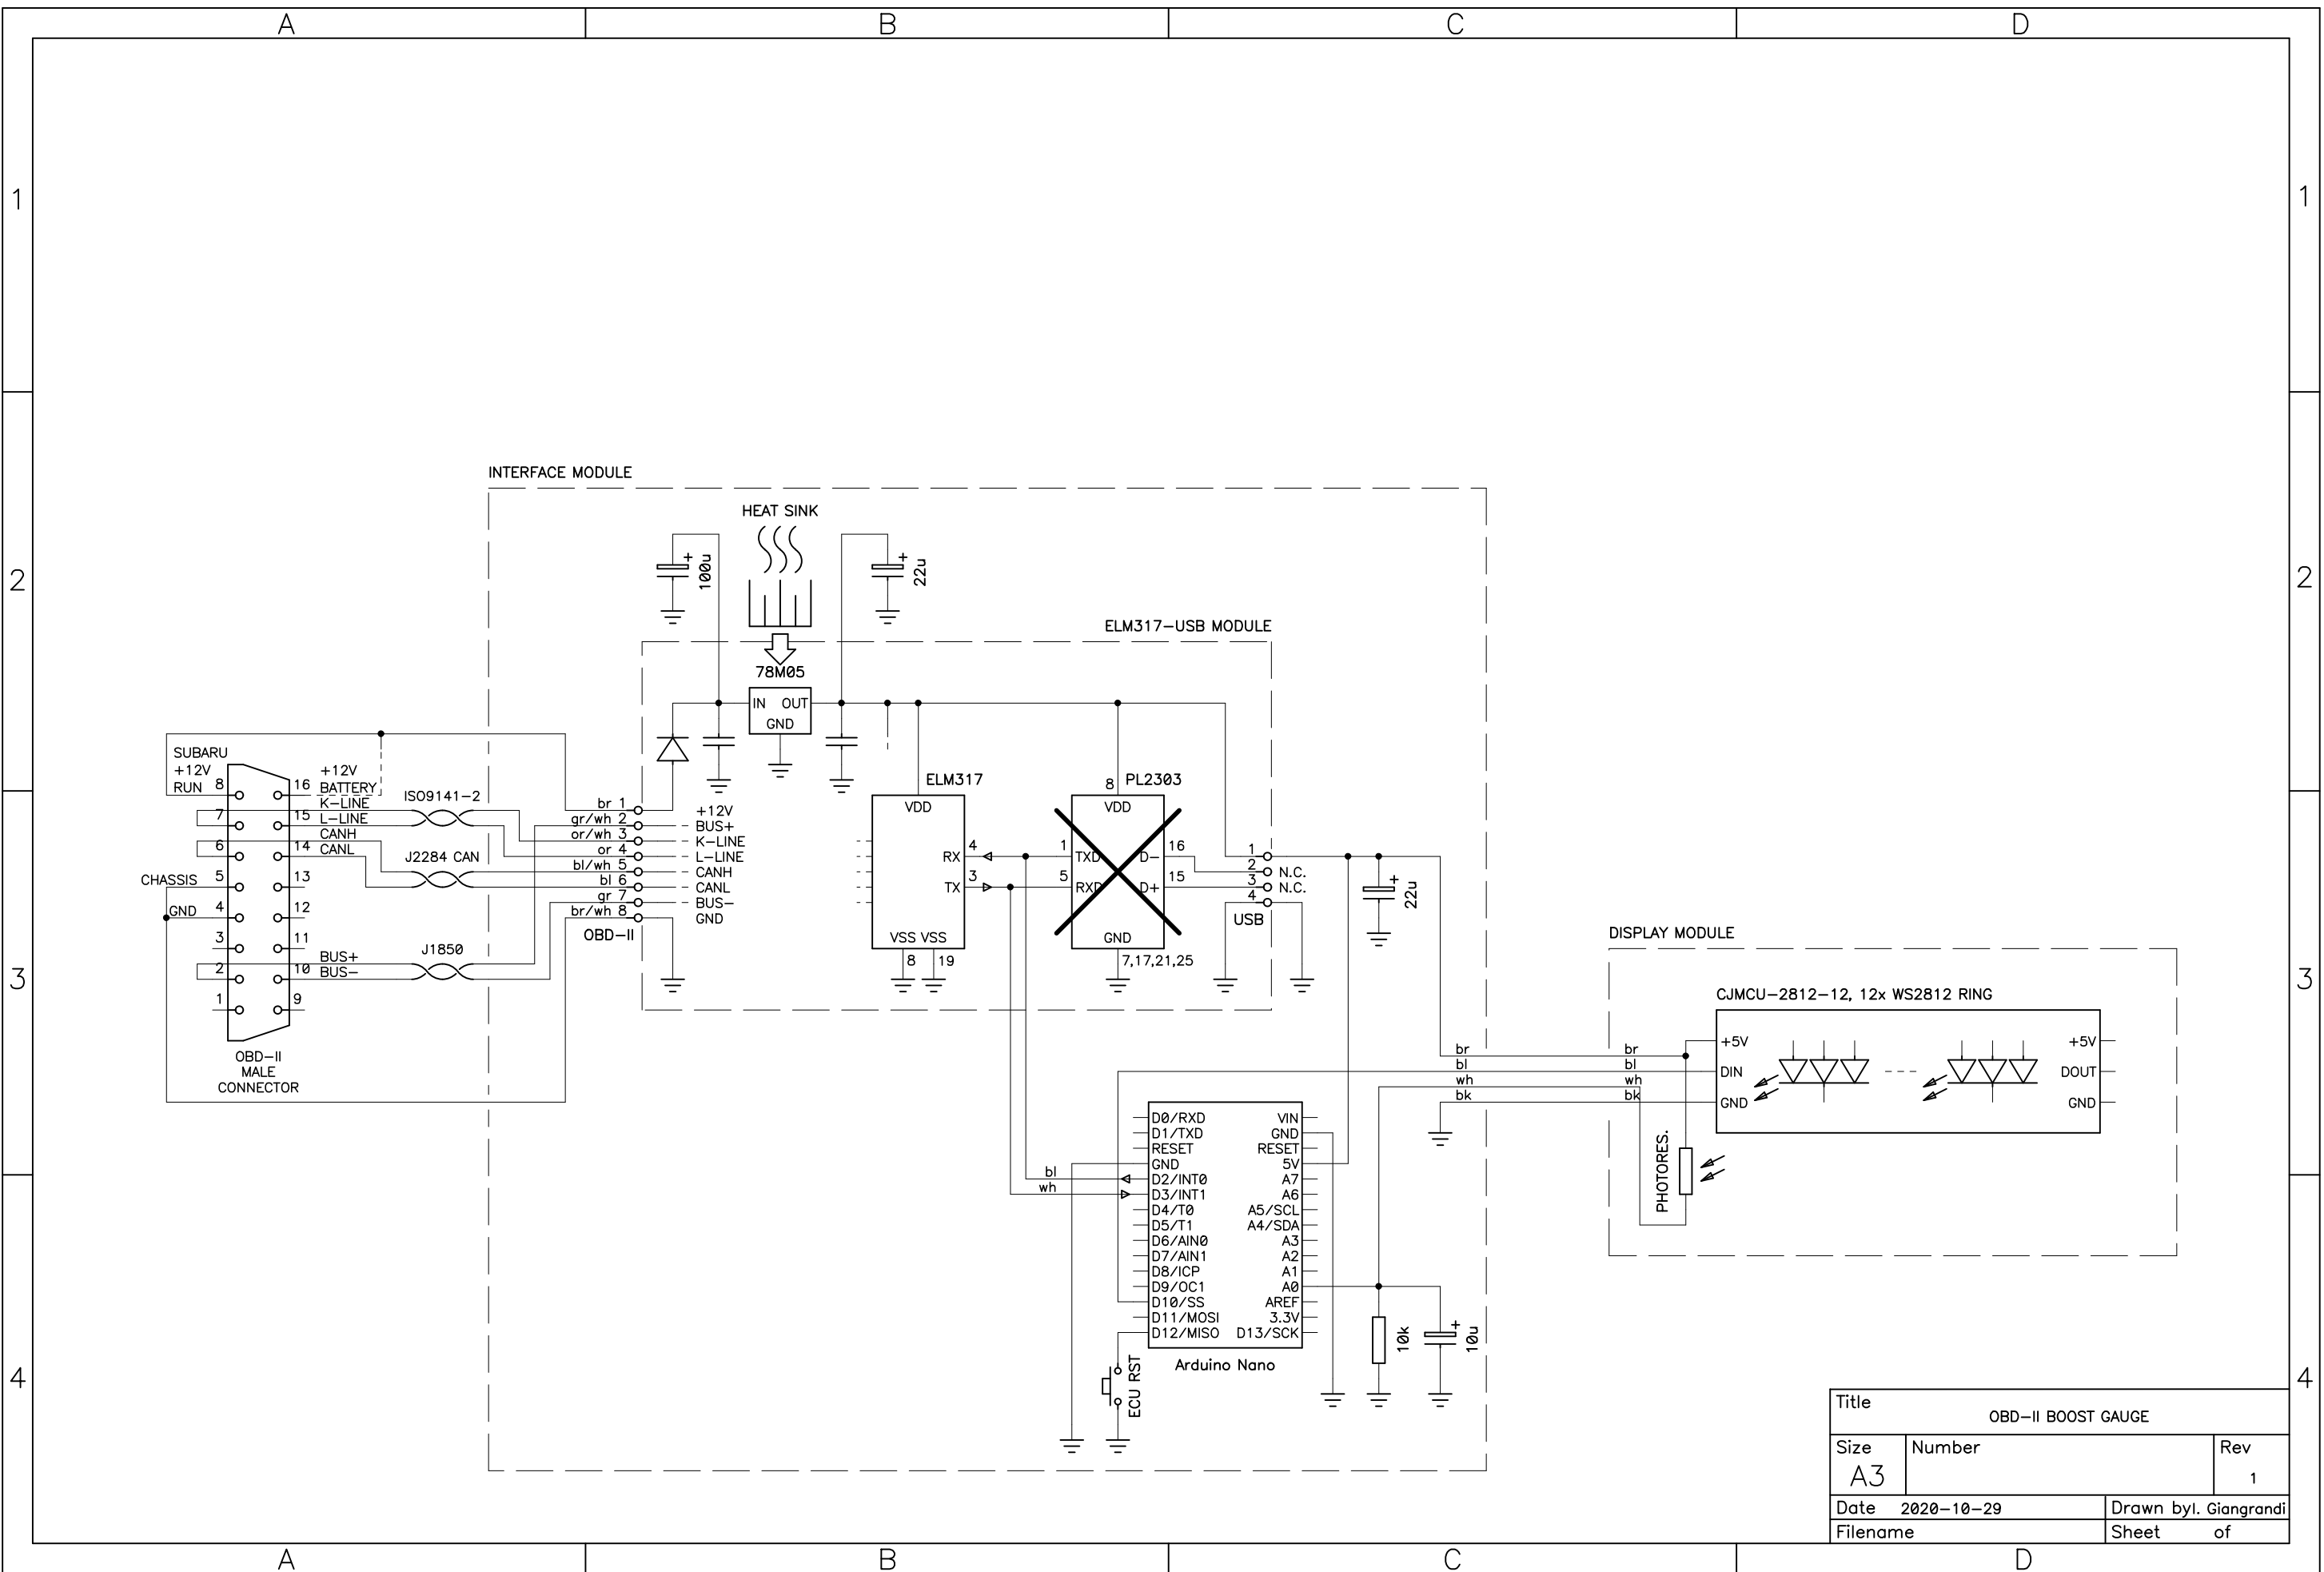 A B C D
1 1
INTERFACE MODULE
HEAT SINK
100u
22u
2 2
ELM317-USB MODULE
78M05
IN OUT
GND
SUBARU
+12V
RUN 8
+12V
16 BATTERY
K-LINE
7 15 L-LINE
CANH
6 14 CANL
CHASSIS 5 13
GND 4 12
3 11
BUS+
2 10 BUS-
1 9
OBD-II
MALE
CONNECTOR
ISO9141-2
J2284 CAN
J1850
br 1 +12V
gr/wh 2 BUS+
or/wh 3 K-LINE
or 4 L-LINE
bl/wh 5 CANH
bl 6 CANL
gr 7 BUS-
br/wh 8 GND
OBD-II
ELM317
VDD
RX 4
TX 3
VSS VSS
8 19
PL2303
8
VDD
1 TXD D- 16
5 RXD D+ 15
GND
7,17,21,25
1
2 N.C.
3 N.C.
4
USB
22u
3 3
DISPLAY MODULE
CJMCU-2812-12, 12x WS2812 RING
+5V +5V
DIN DOUT
GND GND
br br
bl bl
wh wh
bk bk
PHOTORES.
D0/RXD VIN
D1/TXD GND
RESET RESET
GND 5V
bl D2/INT0 A7
wh D3/INT1 A6
D4/T0 A5/SCL
D5/T1 A4/SDA
D6/AIN0 A3
D7/AIN1 A2
D8/ICP A1
D9/OC1 A0
D10/SS AREF
D11/MOSI 3.3V
D12/MISO D13/SCK
Arduino Nano
ECU RST
10k
10u
4 4
Title
OBD-II BOOST GAUGE
Size Number Rev
A3 1
Date 2020-10-29 Drawn by I. Giangrandi
Filename Sheet of
A B C D